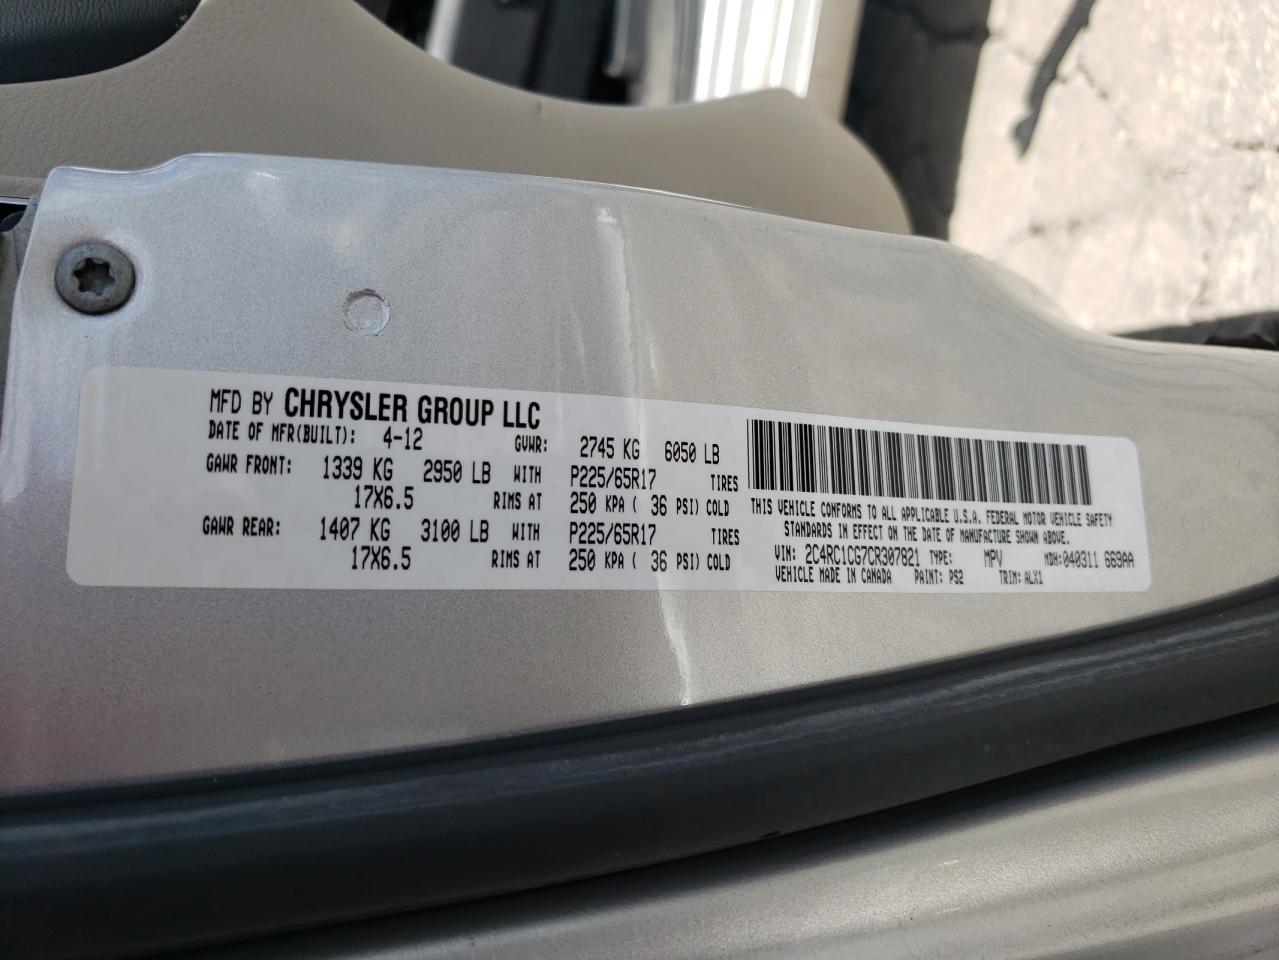 MFD BY CHRYSLER GROUP LLC
DATE OF MFR(BUILT): 4-12 GVWR: 2745 KG 6050 LB
GAWR FRONT: 1339 KG 2950 LB WITH P225/65R17 TIRES
17X6.5 RIMS AT 250 KPA ( 36 PSI) COLD
GAWR REAR: 1407 KG 3100 LB WITH P225/65R17 TIRES
17X6.5 RIMS AT 250 KPA ( 36 PSI) COLD
THIS VEHICLE CONFORMS TO ALL APPLICABLE U.S.A. FEDERAL MOTOR VEHICLE SAFETY
STANDARDS IN EFFECT ON THE DATE OF MANUFACTURE SHOWN ABOVE.
VIN: 2C4RC1CG7CR307821 TYPE: MPV MDH:040311 669AA
VEHICLE MADE IN CANADA PAINT: PS2 TRIM: ALX1